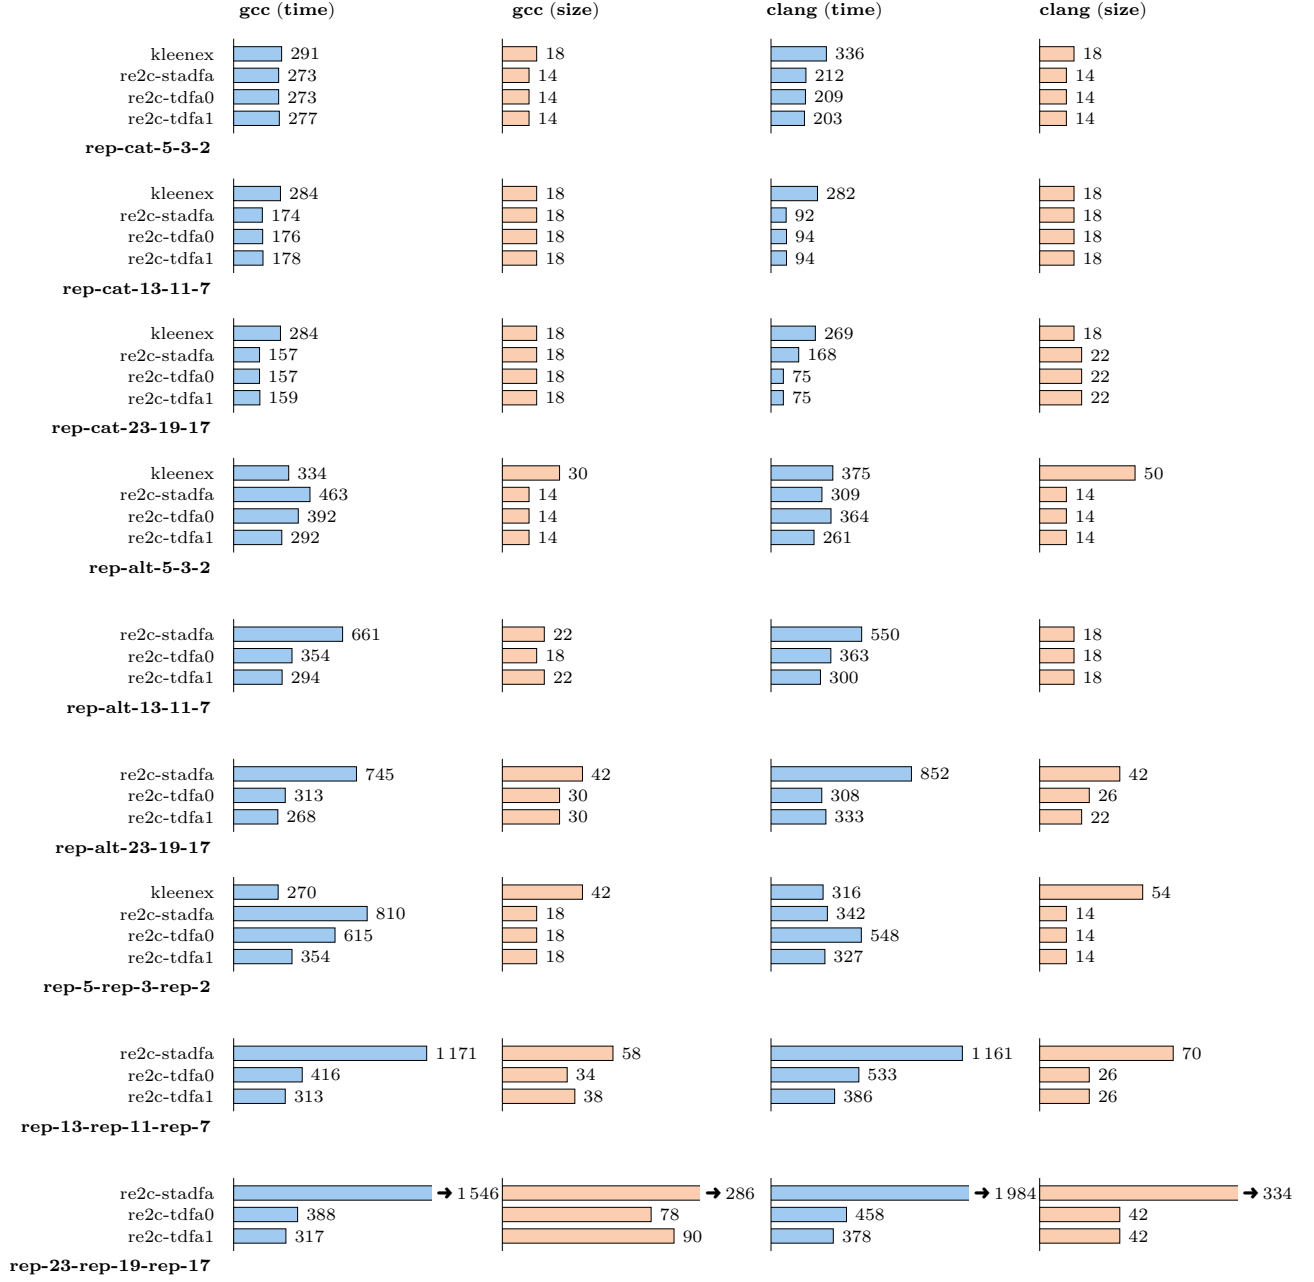 gcc (time) gcc (size) clang (time) clang (size)
kleenex 291 18 336 18
re2c-stadfa 273 14 212 14
re2c-tdfa0 273 14 209 14
re2c-tdfa1 277 14 203 14
rep-cat-5-3-2
kleenex 284 18 282 18
re2c-stadfa 174 18 92 18
re2c-tdfa0 176 18 94 18
re2c-tdfa1 178 18 94 18
rep-cat-13-11-7
kleenex 284 18 269 18
re2c-stadfa 157 18 168 22
re2c-tdfa0 157 18 75 22
re2c-tdfa1 159 18 75 22
rep-cat-23-19-17
kleenex 334 30 375 50
re2c-stadfa 463 14 309 14
re2c-tdfa0 392 14 364 14
re2c-tdfa1 292 14 261 14
rep-alt-5-3-2
re2c-stadfa 661 22 550 18
re2c-tdfa0 354 18 363 18
re2c-tdfa1 294 22 300 18
rep-alt-13-11-7
re2c-stadfa 745 42 852 42
re2c-tdfa0 313 30 308 26
re2c-tdfa1 268 30 333 22
rep-alt-23-19-17
kleenex 270 42 316 54
re2c-stadfa 810 18 342 14
re2c-tdfa0 615 18 548 14
re2c-tdfa1 354 18 327 14
rep-5-rep-3-rep-2
re2c-stadfa 1 171 58 1 161 70
re2c-tdfa0 416 34 533 26
re2c-tdfa1 313 38 386 26
rep-13-rep-11-rep-7
re2c-stadfa ➜ 1 546 ➜ 286 ➜ 1 984 ➜ 334
re2c-tdfa0 388 78 458 42
re2c-tdfa1 317 90 378 42
rep-23-rep-19-rep-17